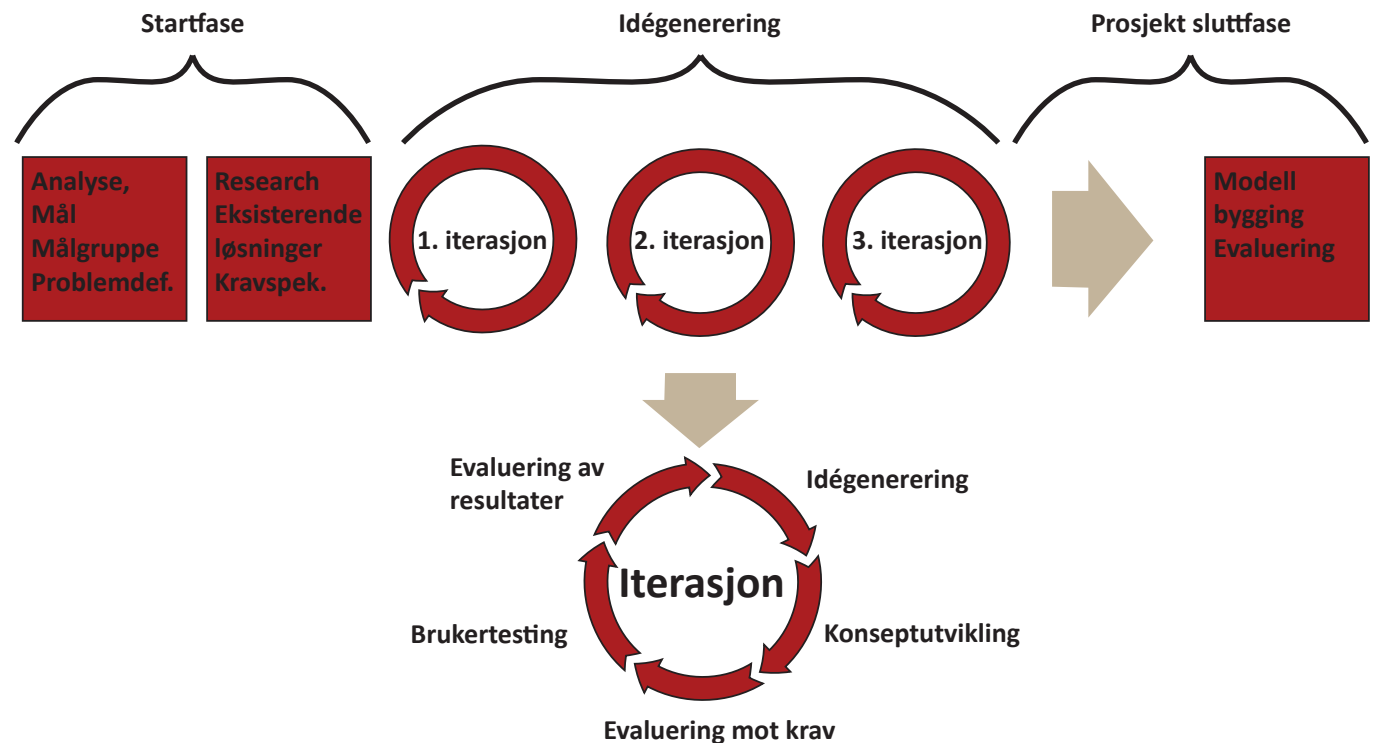 Startfase
Idégenerering
Prosjekt sluttfase
Analyse,
Mål
Målgruppe
Problemdef.
Research
Eksisterende
løsninger
Kravspek.
1. iterasjon
2. iterasjon
3. iterasjon
Modell
bygging
Evaluering
Evaluering av
resultater
Idégenerering
Iterasjon
Brukertesting
Konseptutvikling
Evaluering mot krav